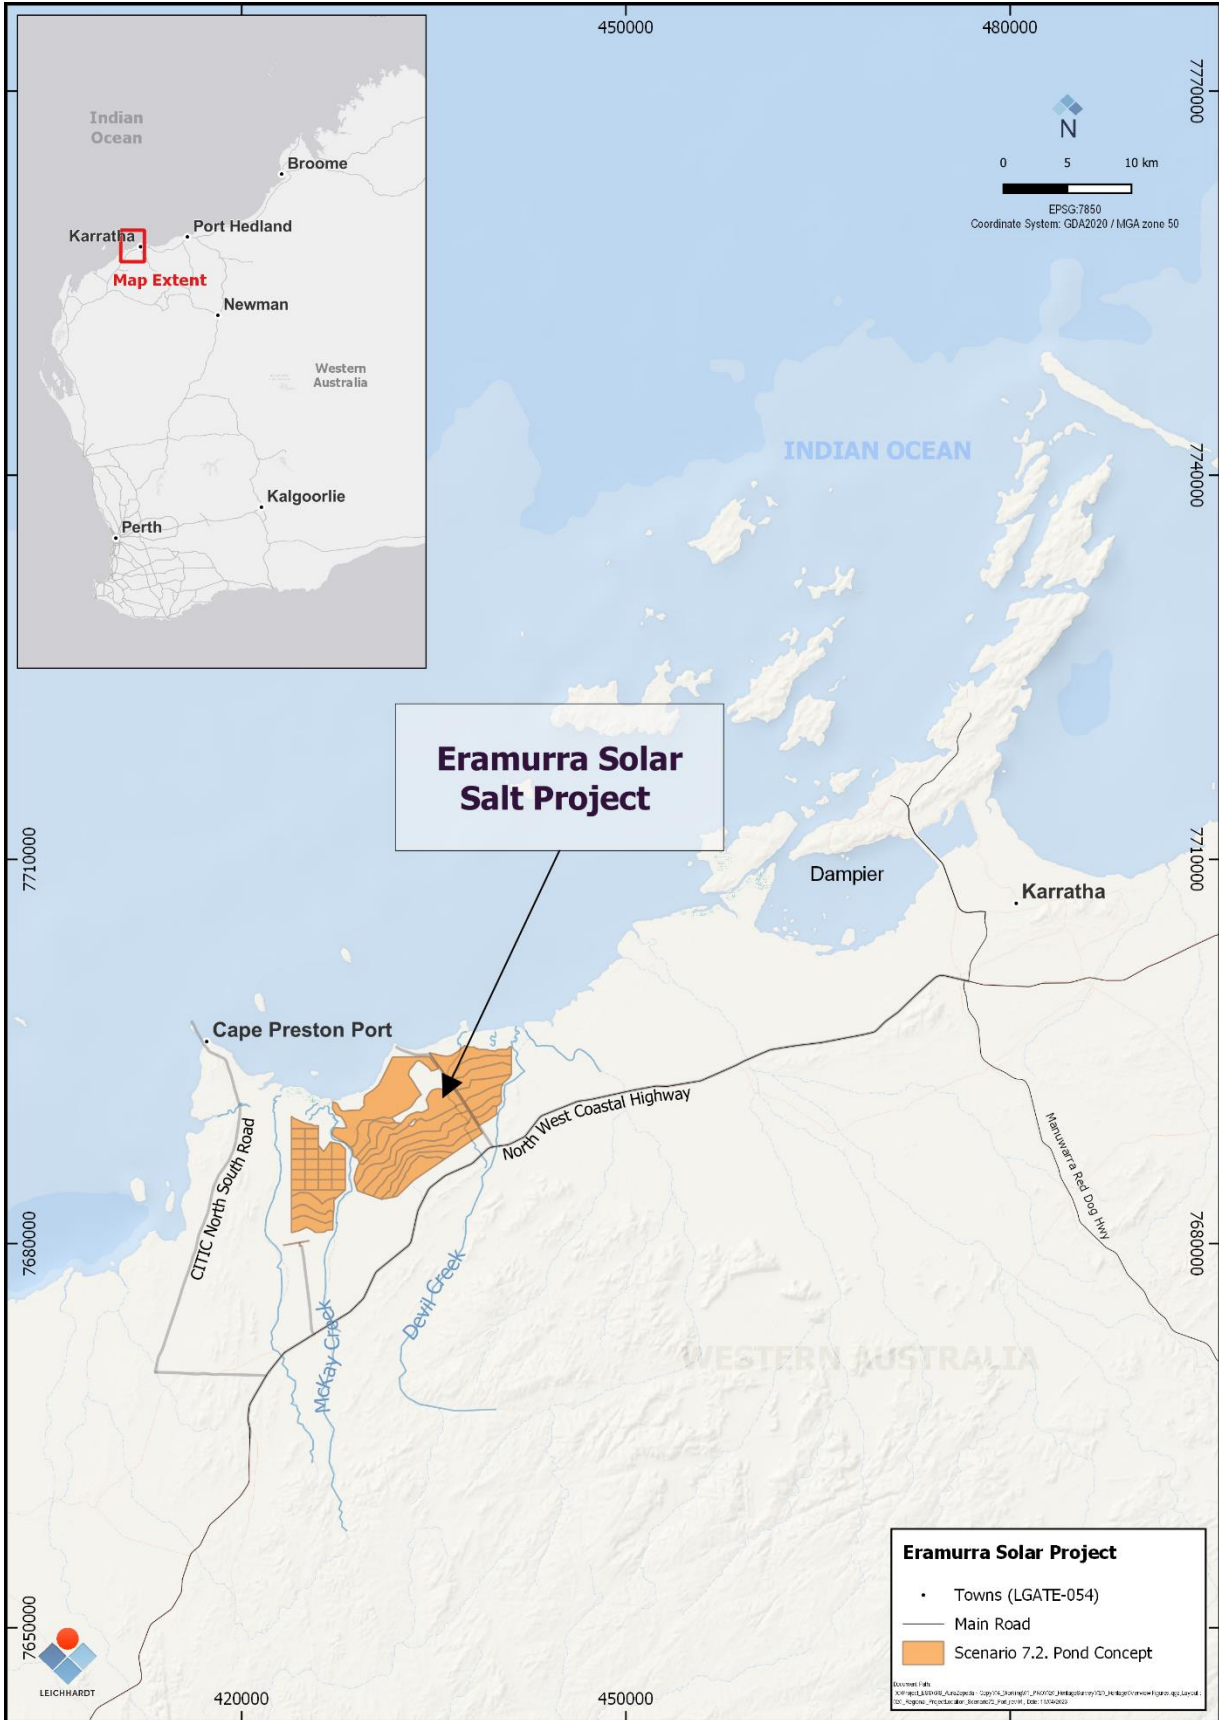 450000
480000
7770000
Indian
Ocean
Broome
Karratha
Port Hedland
Map Extent
Newman
Western
Australia
Kalgoorlie
Perth
N
0 5 10 km
EPSG:7850
Coordinate System: GDA2020 / MGA zone 50
INDIAN OCEAN
7740000
Eramurra Solar
Salt Project
7710000
7710000
Dampier
Karratha
Cape Preston Port
North West Coastal Highway
CITIC North South Road
Manuwarra Red Dog Hwy
7680000
7680000
Devil Creek
McKay Creek
WESTERN AUSTRALIA
7650000
LEICHHARDT
420000
450000
Eramurra Solar Project
Towns (LGATE-054)
Main Road
Scenario 7.2. Pond Concept
Document Path: